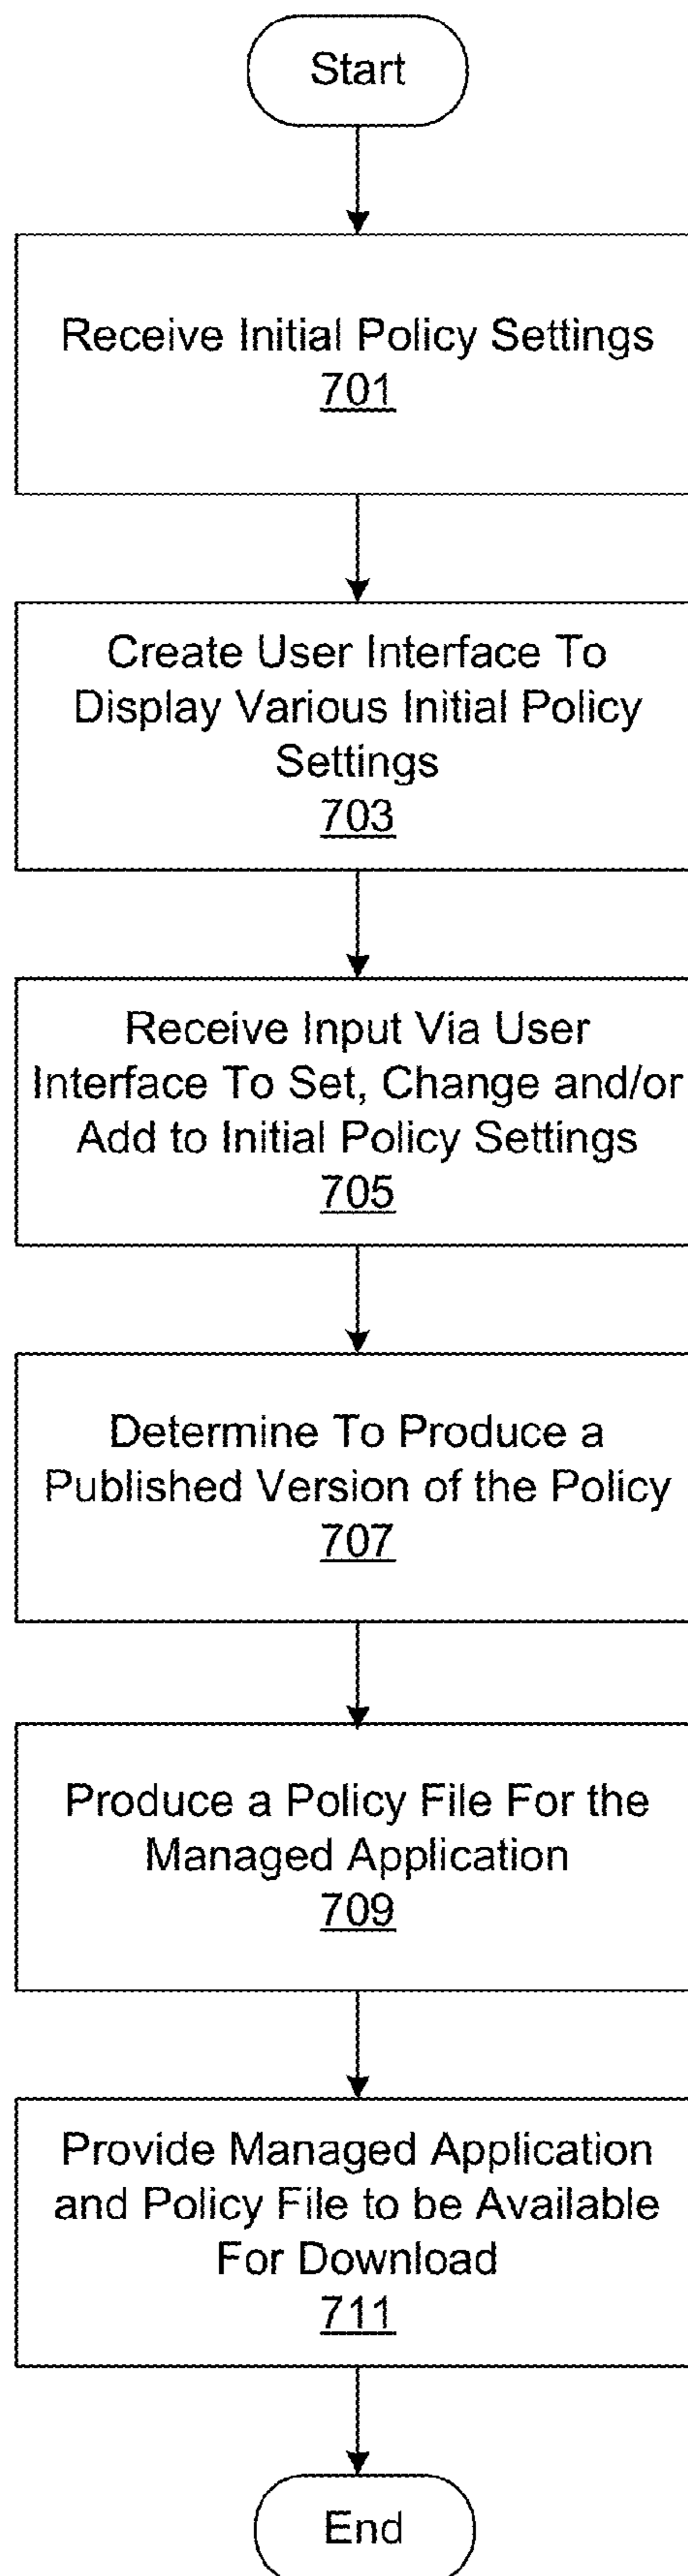 Start
Receive Initial Policy Settings
701
Create User Interface To
Display Various Initial Policy
Settings
703
Receive Input Via User
Interface To Set, Change and/or
Add to Initial Policy Settings
705
Determine To Produce a
Published Version of the Policy
707
Produce a Policy File For the
Managed Application
709
Provide Managed Application
and Policy File to be Available
For Download
711
End